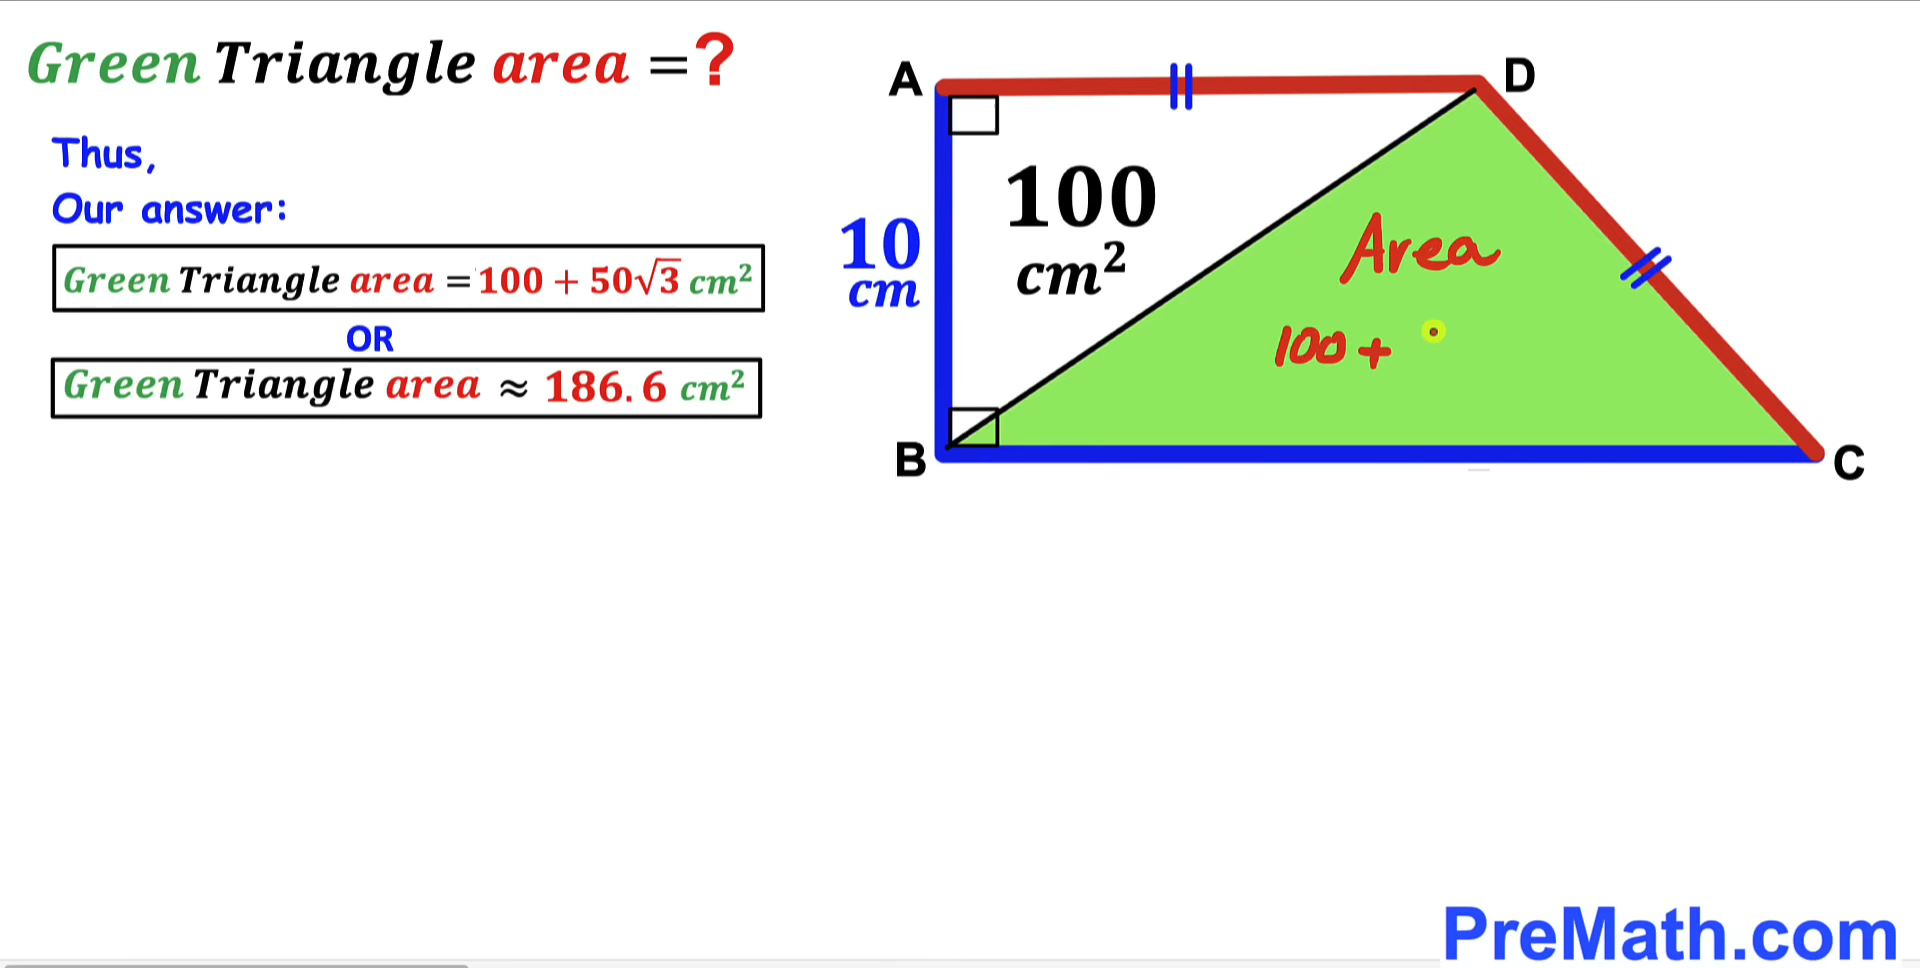 Green Triangle area =?
Thus,
Our answer:
Green Triangle area = 100 + 50√3 cm²
OR
Green Triangle area ≈ 186.6 cm²
A
D
100
cm²
10
cm
Area
100 +
B
C
PreMath.com